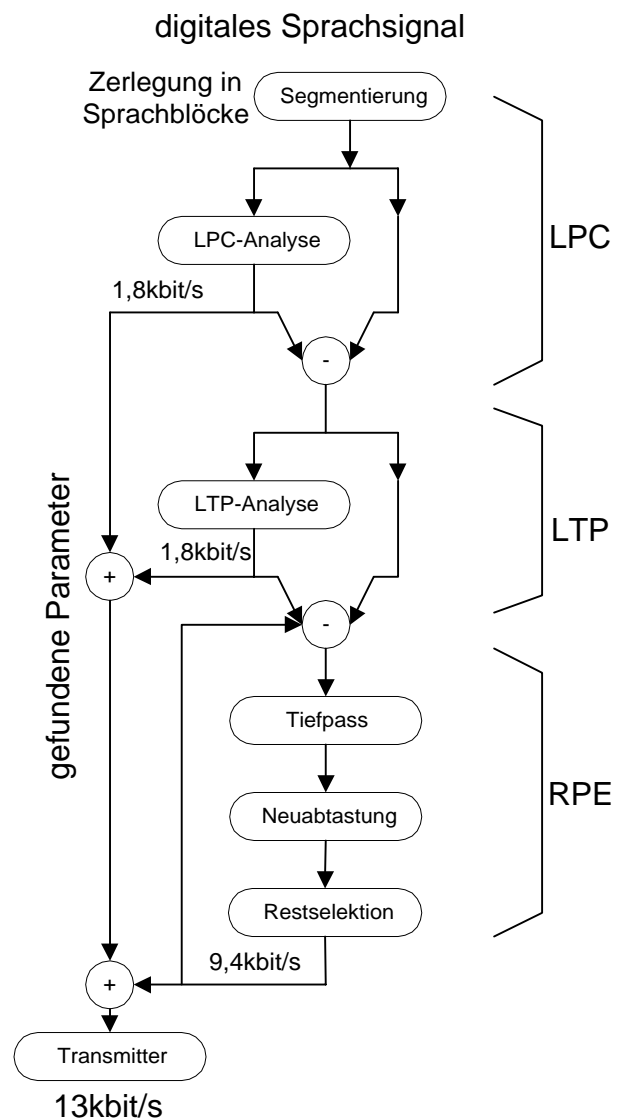 digitales Sprachsignal
Zerlegung in
Sprachblöcke
Segmentierung
LPC-Analyse
LPC
1,8kbit/s
-
LTP-Analyse
LTP
1,8kbit/s
gefundene Parameter
+
-
Tiefpass
Neuabtastung
RPE
Restselektion
9,4kbit/s
+
Transmitter
13kbit/s